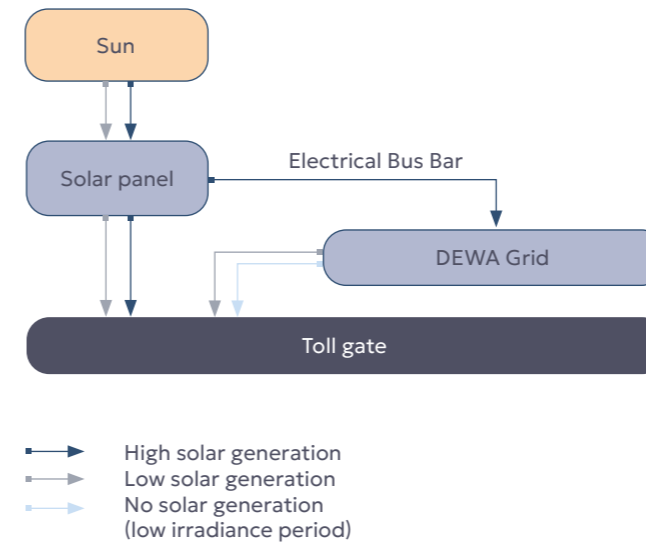 Sun
Solar panel
Electrical Bus Bar
DEWA Grid
Toll gate
High solar generation
Low solar generation
No solar generation
(low irradiance period)